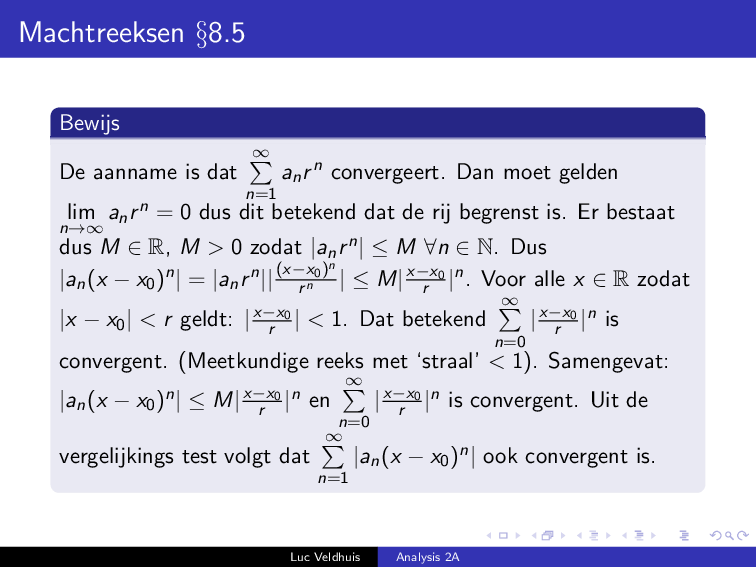 Machtreeksen §8.5
Bewijs
De aanname is dat $\sum_{n=1}^{\infty} a_n r^n$ convergeert. Dan moet gelden
$\lim_{n\to\infty} a_n r^n = 0$ dus dit betekend dat de rij begrenst is. Er bestaat
dus $M \in \mathbb{R}$, $M > 0$ zodat $|a_n r^n| \leq M \ \forall n \in \mathbb{N}$. Dus
$|a_n(x - x_0)^n| = |a_n r^n||\frac{(x-x_0)^n}{r^n}| \leq M|\frac{x-x_0}{r}|^n$. Voor alle $x \in \mathbb{R}$ zodat
$|x - x_0| < r$ geldt: $|\frac{x-x_0}{r}| < 1$. Dat betekend $\sum_{n=0}^{\infty} |\frac{x-x_0}{r}|^n$ is
convergent. (Meetkundige reeks met ‘straal’ < 1). Samengevat:
$|a_n(x - x_0)^n| \leq M|\frac{x-x_0}{r}|^n$ en $\sum_{n=0}^{\infty} |\frac{x-x_0}{r}|^n$ is convergent. Uit de
vergelijkings test volgt dat $\sum_{n=1}^{\infty} |a_n(x - x_0)^n|$ ook convergent is.
Luc Veldhuis Analysis 2A